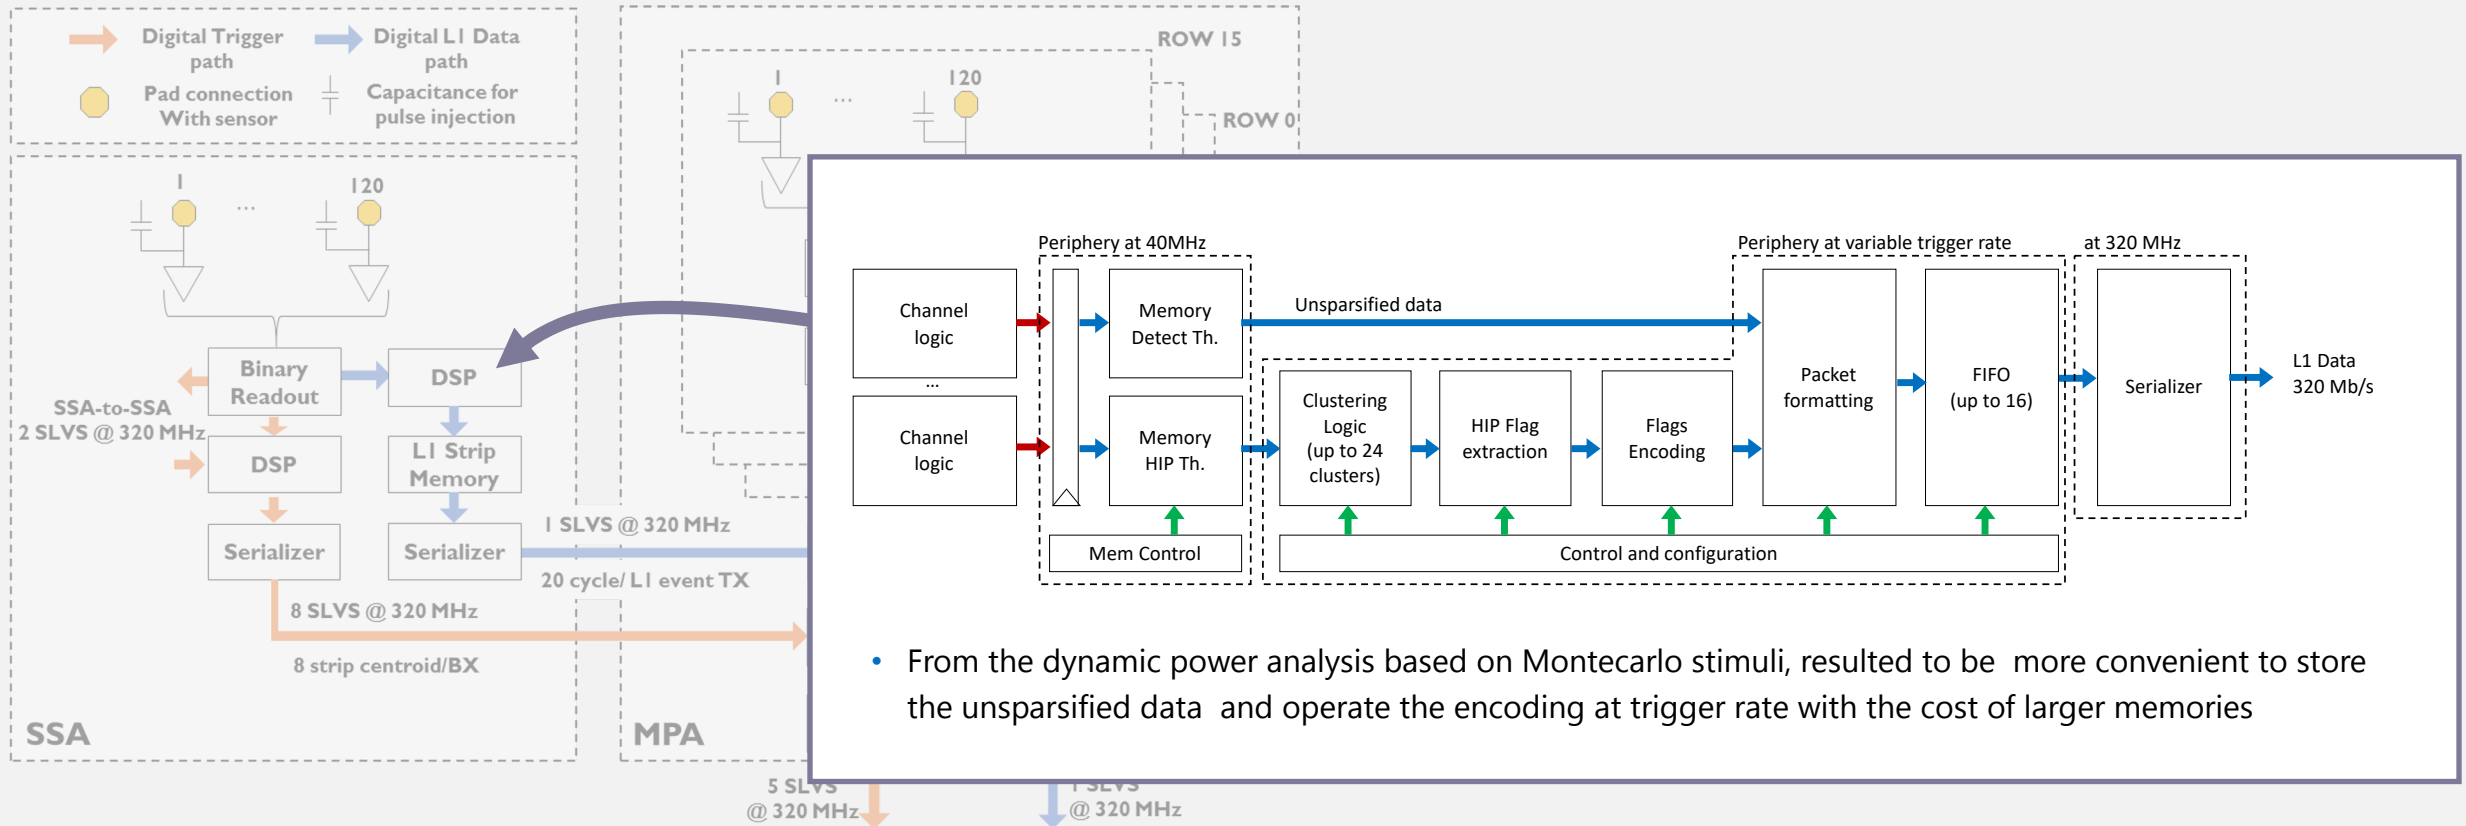 Digital Trigger
path
Digital L1 Data
path
Pad connection
With sensor
Capacitance for
pulse injection
1
...
120
Binary
Readout
DSP
SSA-to-SSA
2 SLVS @ 320 MHz
DSP
L1 Strip
Memory
Serializer
Serializer
1 SLVS @ 320 MHz
20 cycle/ L1 event TX
8 SLVS @ 320 MHz
8 strip centroid/BX
SSA
ROW 15
1
...
120
ROW 0
MPA
5 SLVS
@ 320 MHz
1 SLVS
@ 320 MHz
Periphery at 40MHz
Periphery at variable trigger rate
at 320 MHz
Channel
logic
...
Channel
logic
Memory
Detect Th.
Memory
HIP Th.
Mem Control
Unsparsified data
Clustering
Logic
(up to 24
clusters)
HIP Flag
extraction
Flags
Encoding
Packet
formatting
FIFO
(up to 16)
Serializer
L1 Data
320 Mb/s
Control and configuration
• From the dynamic power analysis based on Montecarlo stimuli, resulted to be more convenient to store
the unsparsified data and operate the encoding at trigger rate with the cost of larger memories